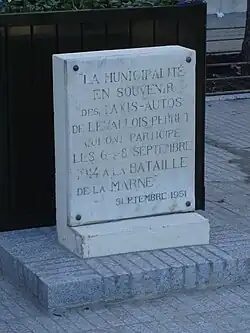 "LA MUNICIPALITÉ
EN SOUVENIR
DES TAXIS-AUTOS
DE LEVALLOIS-PERRET
QUI ONT PARTICIPÉ
LES 6 & 8 SEPTEMBRE
1914 A LA BATAILLE
DE LA MARNE"
SEPTEMBRE 1961